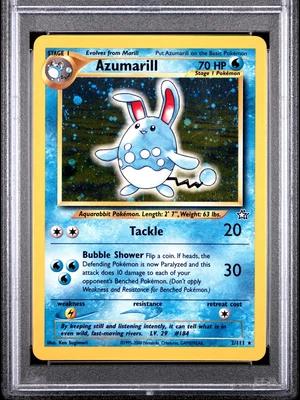 STAGE 1
Evolves from Marill
Put Azumarill on the Basic Pokémon
Azumarill
70 HP
Stage 1 Pokémon
Aquarabbit Pokémon. Length: 2' 7", Weight: 63 lbs.
Tackle 20
Bubble Shower Flip a coin. If heads, the
Defending Pokémon is now Paralyzed and this
attack does 10 damage to each of your
opponent's Benched Pokémon. (Don't apply
Weakness and Resistance for Benched Pokémon.)
30
weakness resistance retreat cost
By keeping still and listening intently, it can tell what is in
even wild, fast-moving rivers. LV. 29 #184
Illus. Ken Sugimori
©1995-2000 Nintendo, Creatures, GAMEFREAK.
2/111 ★